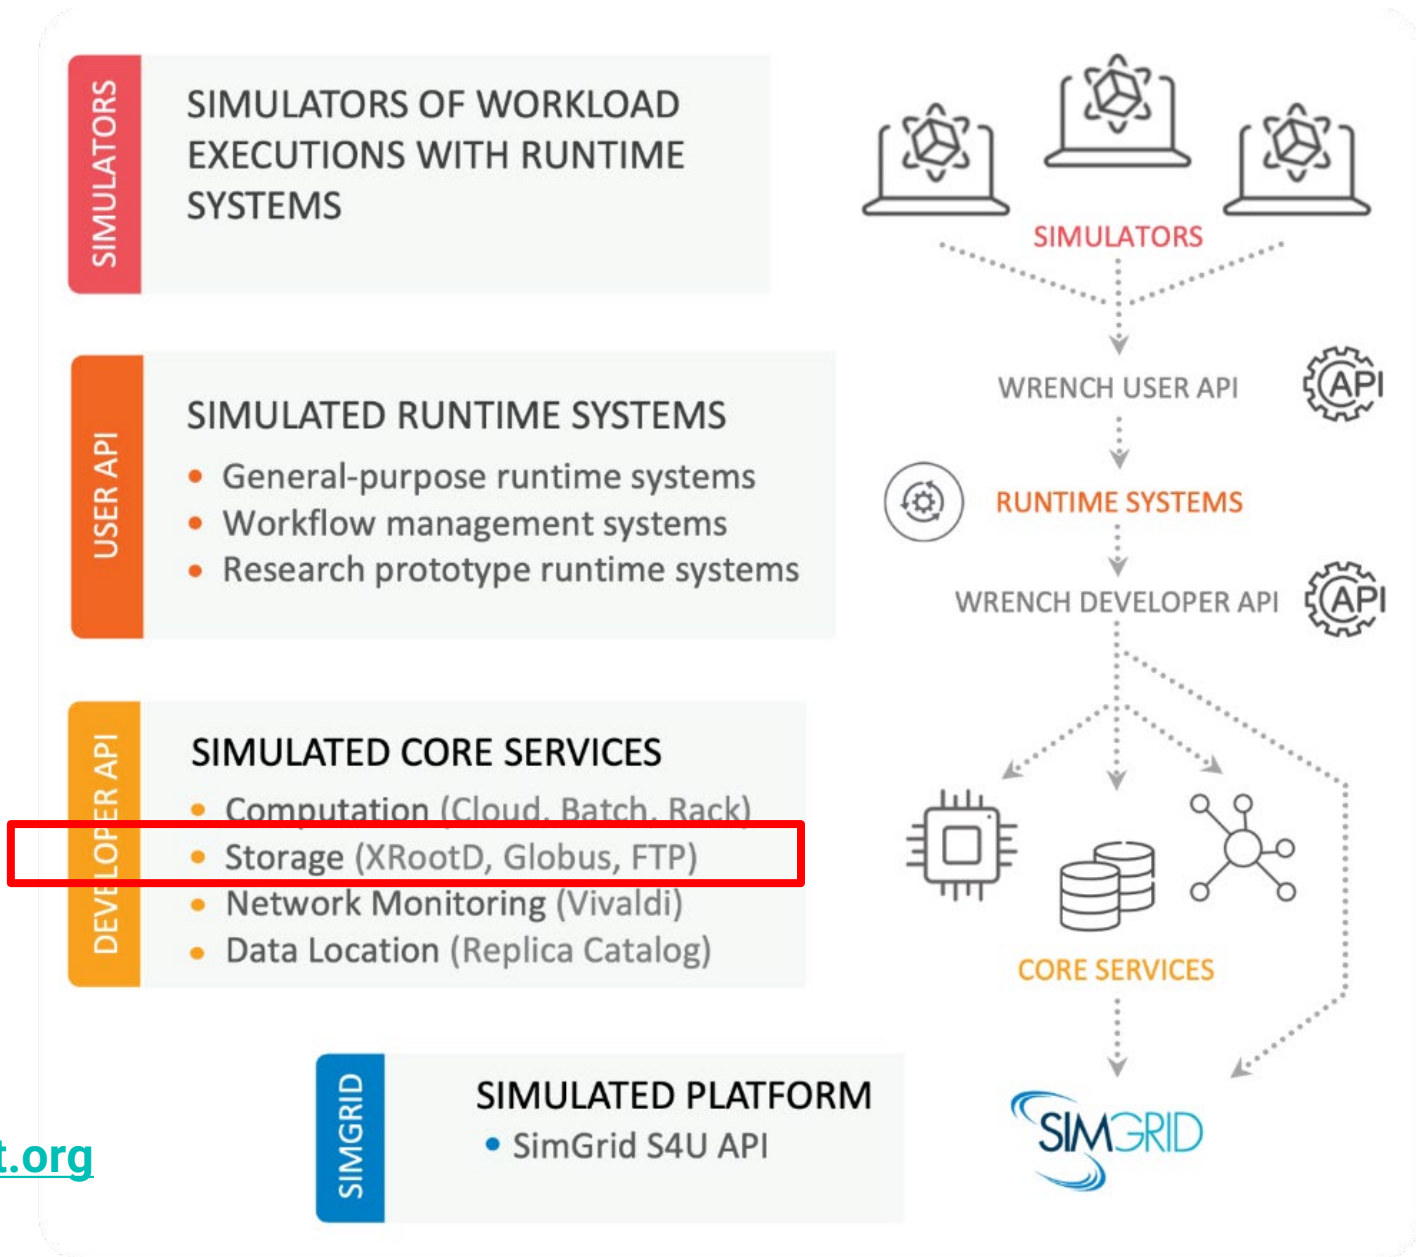 SIMULATORS
SIMULATORS OF WORKLOAD
EXECUTIONS WITH RUNTIME
SYSTEMS
SIMULATORS
WRENCH USER API
API
USER API
SIMULATED RUNTIME SYSTEMS
• General-purpose runtime systems
• Workflow management systems
• Research prototype runtime systems
RUNTIME SYSTEMS
WRENCH DEVELOPER API
API
DEVELOPER API
SIMULATED CORE SERVICES
• Computation (Cloud, Batch, Rack)
• Storage (XRootD, Globus, FTP)
• Network Monitoring (Vivaldi)
• Data Location (Replica Catalog)
CORE SERVICES
SIMGRID
SIMULATED PLATFORM
• SimGrid S4U API
SIMGRID
t.org